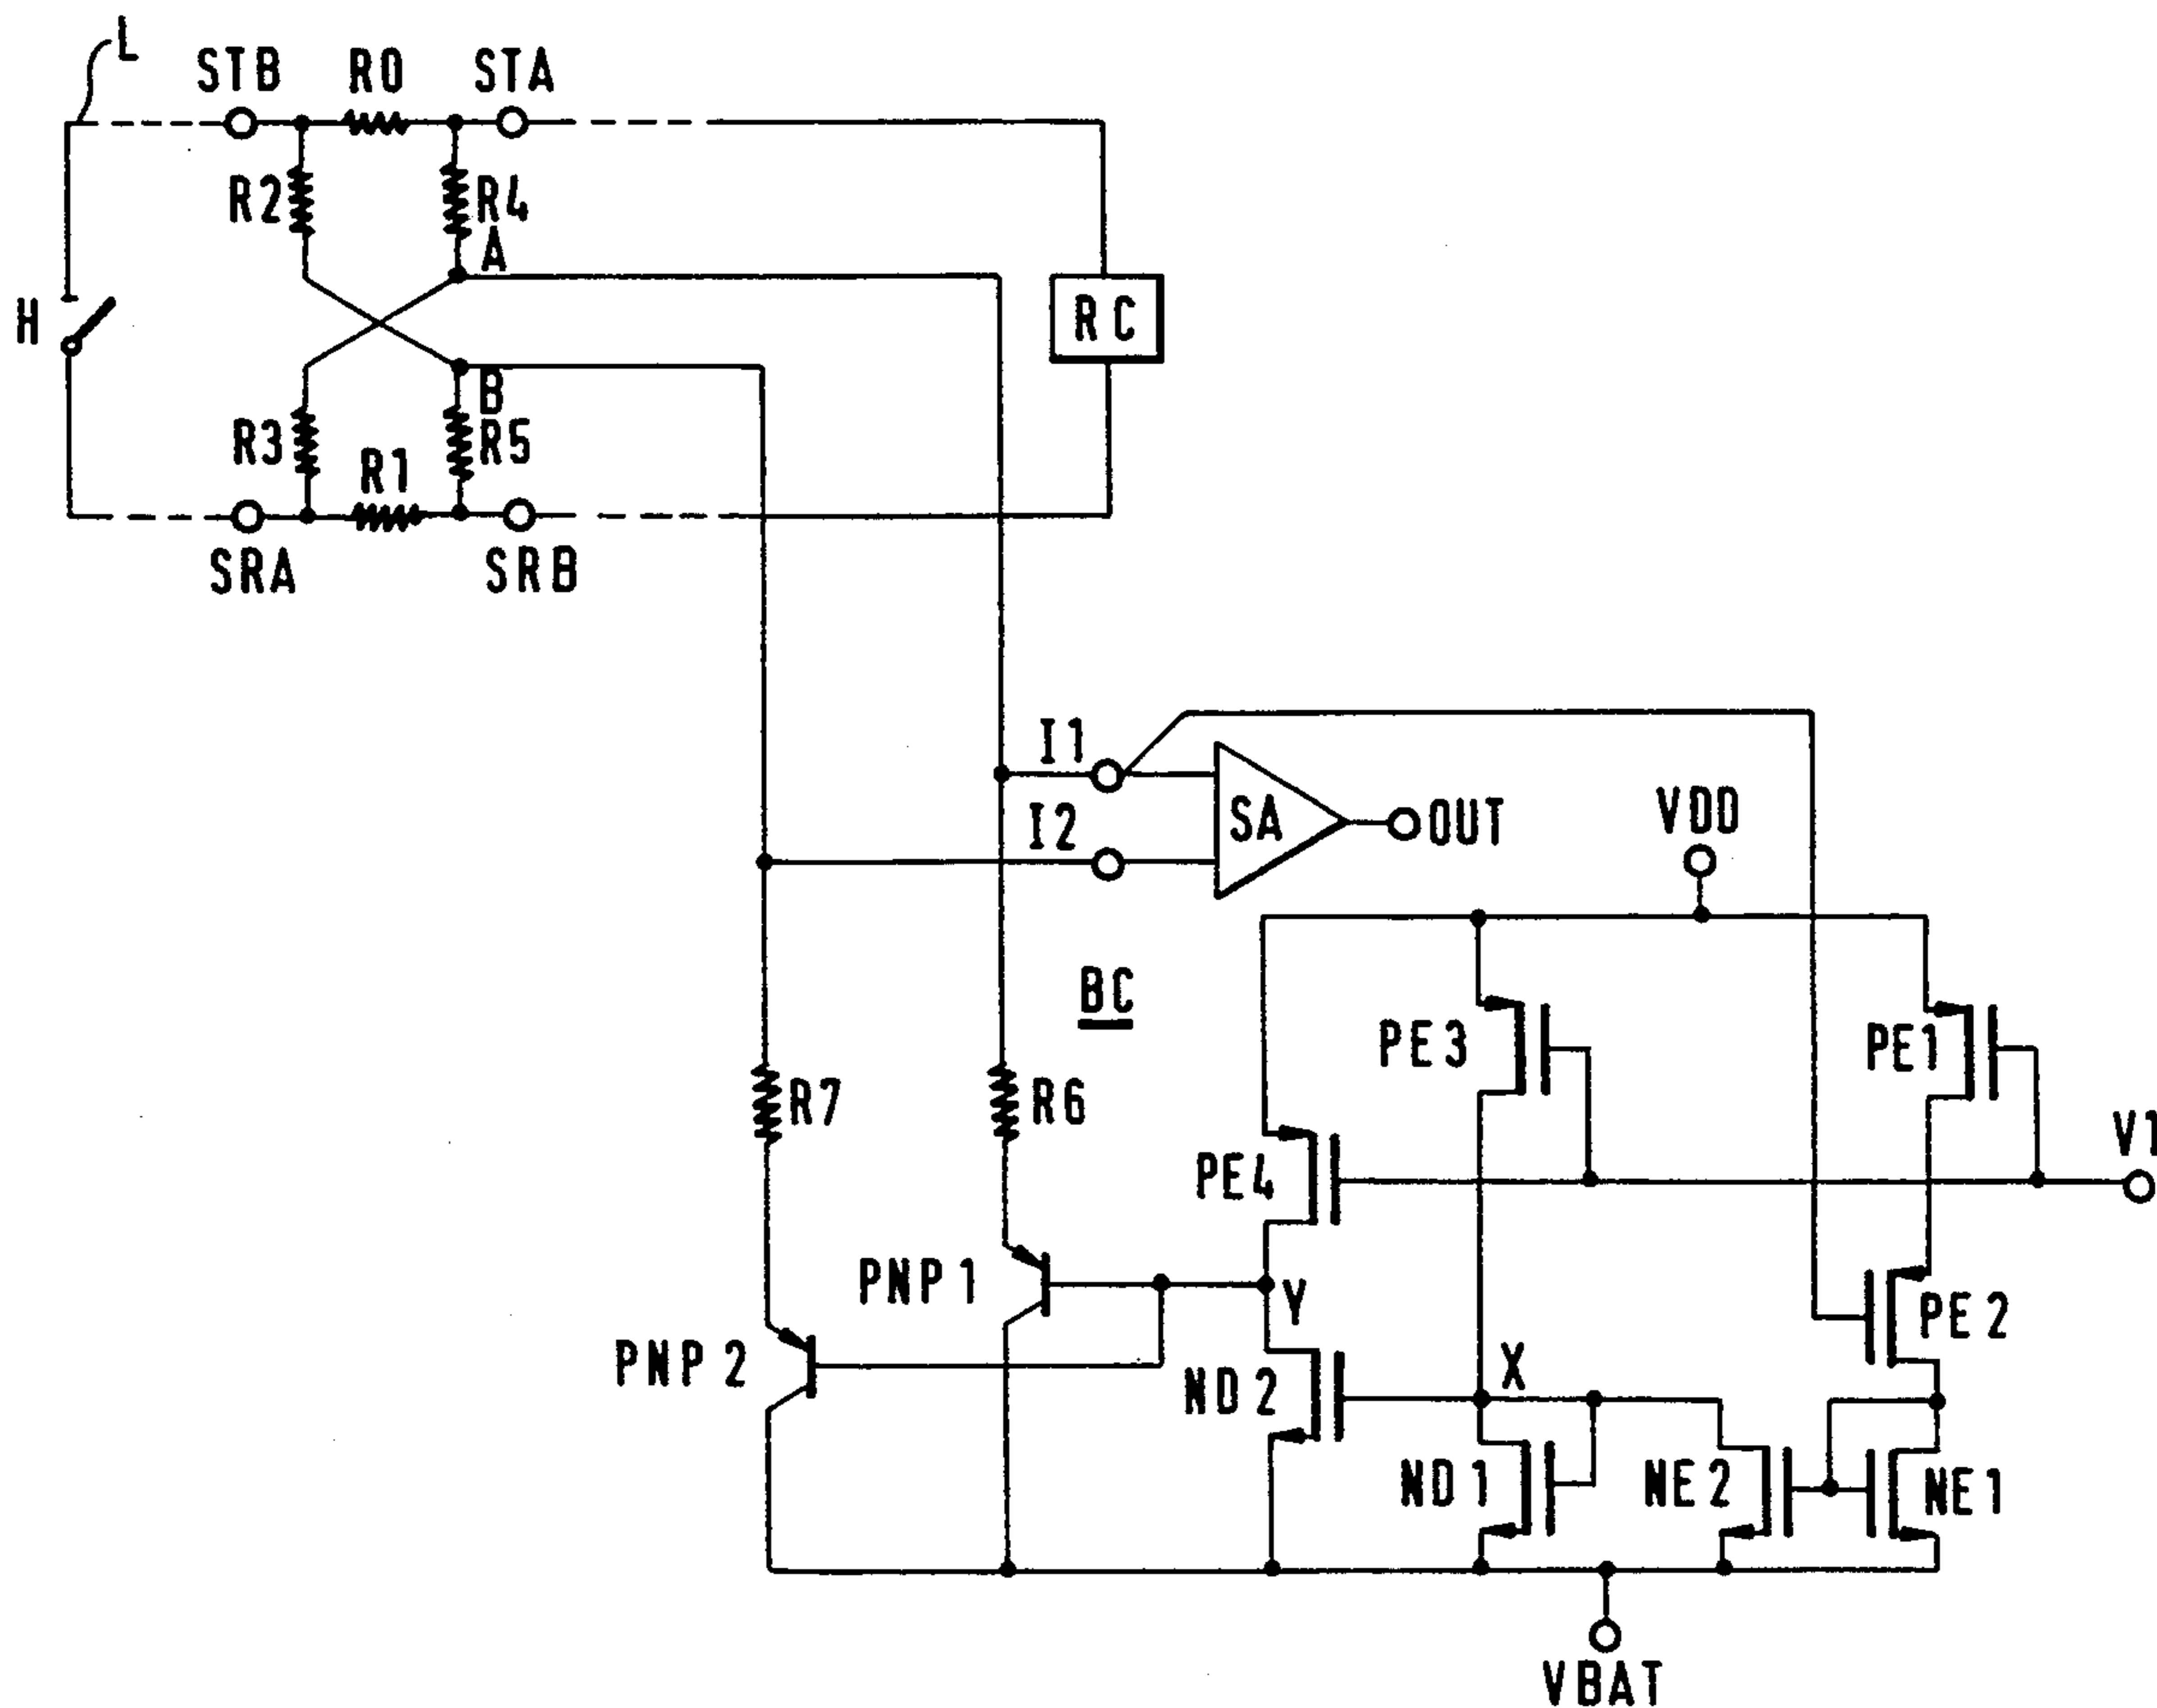 L
STB R0 STA
R2 R4
A
H RC
B
R3 R5
R1
SRA SRB
I1
I2 SA OUT VDD
BC
PE3 PE1
R7 R6
V1
PE4
PNP1 Y PE2
PNP2 X
ND2
ND1 NE2 NE1
VBAT